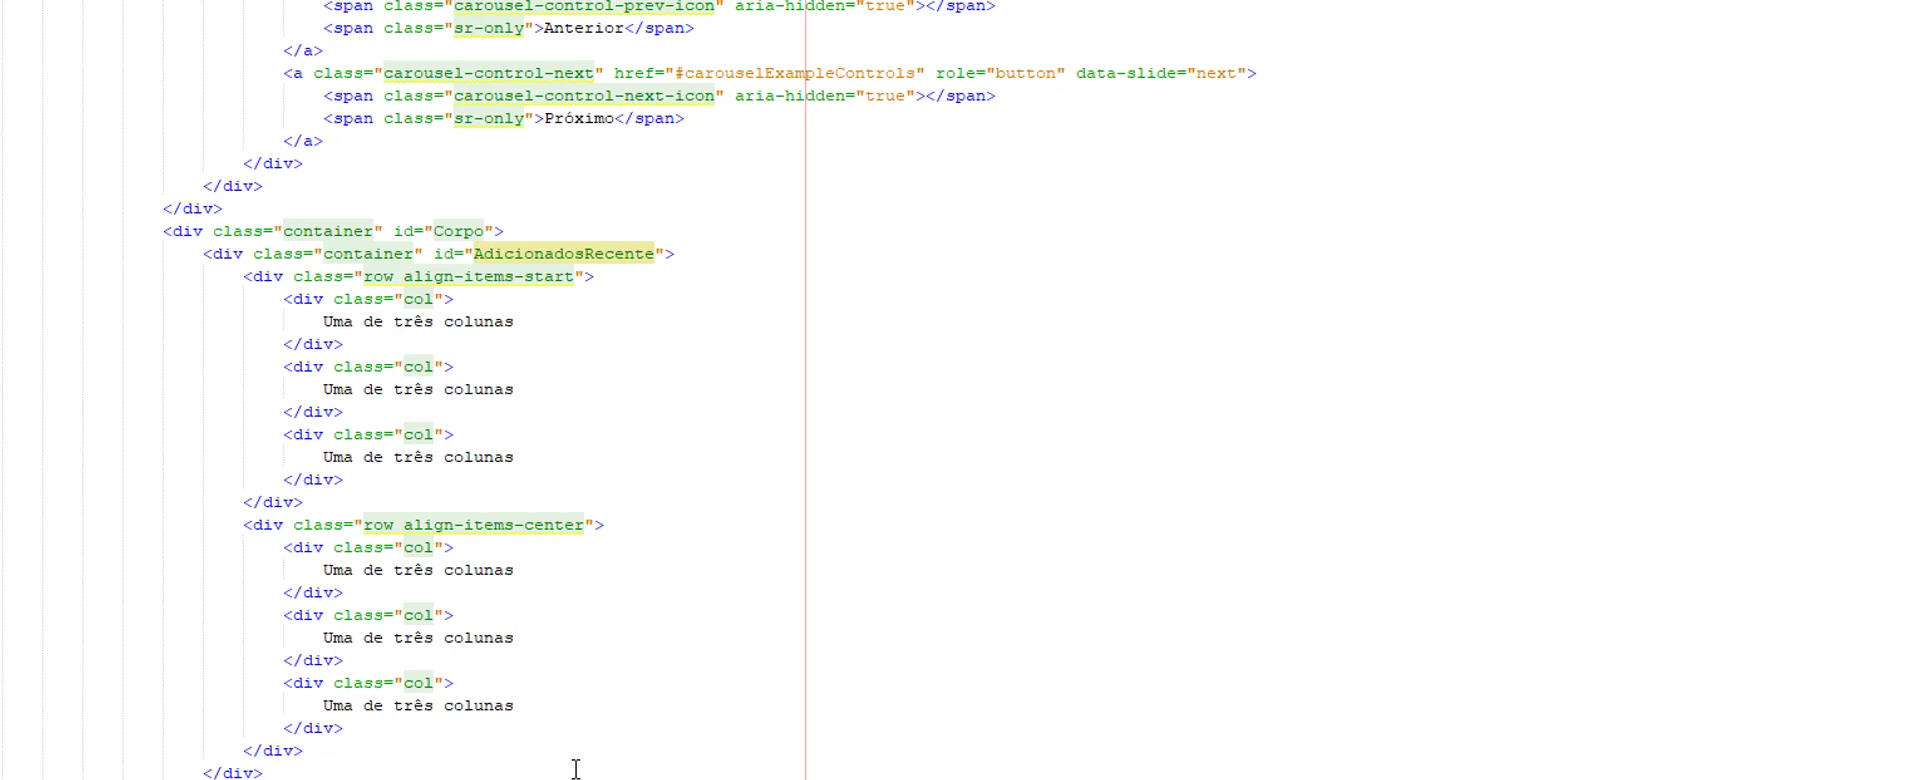 <span class="carousel-control-prev-icon" aria-hidden="true"></span>
<span class="sr-only">Anterior</span>
</a>
<a class="carousel-control-next" href="#carouselExampleControls" role="button" data-slide="next">
<span class="carousel-control-next-icon" aria-hidden="true"></span>
<span class="sr-only">Próximo</span>
</a>
</div>
</div>
</div>
<div class="container" id="Corpo">
<div class="container" id="AdicionadosRecente">
<div class="row align-items-start">
<div class="col">
Uma de três colunas
</div>
<div class="col">
Uma de três colunas
</div>
<div class="col">
Uma de três colunas
</div>
</div>
<div class="row align-items-center">
<div class="col">
Uma de três colunas
</div>
<div class="col">
Uma de três colunas
</div>
<div class="col">
Uma de três colunas
</div>
</div>
</div>